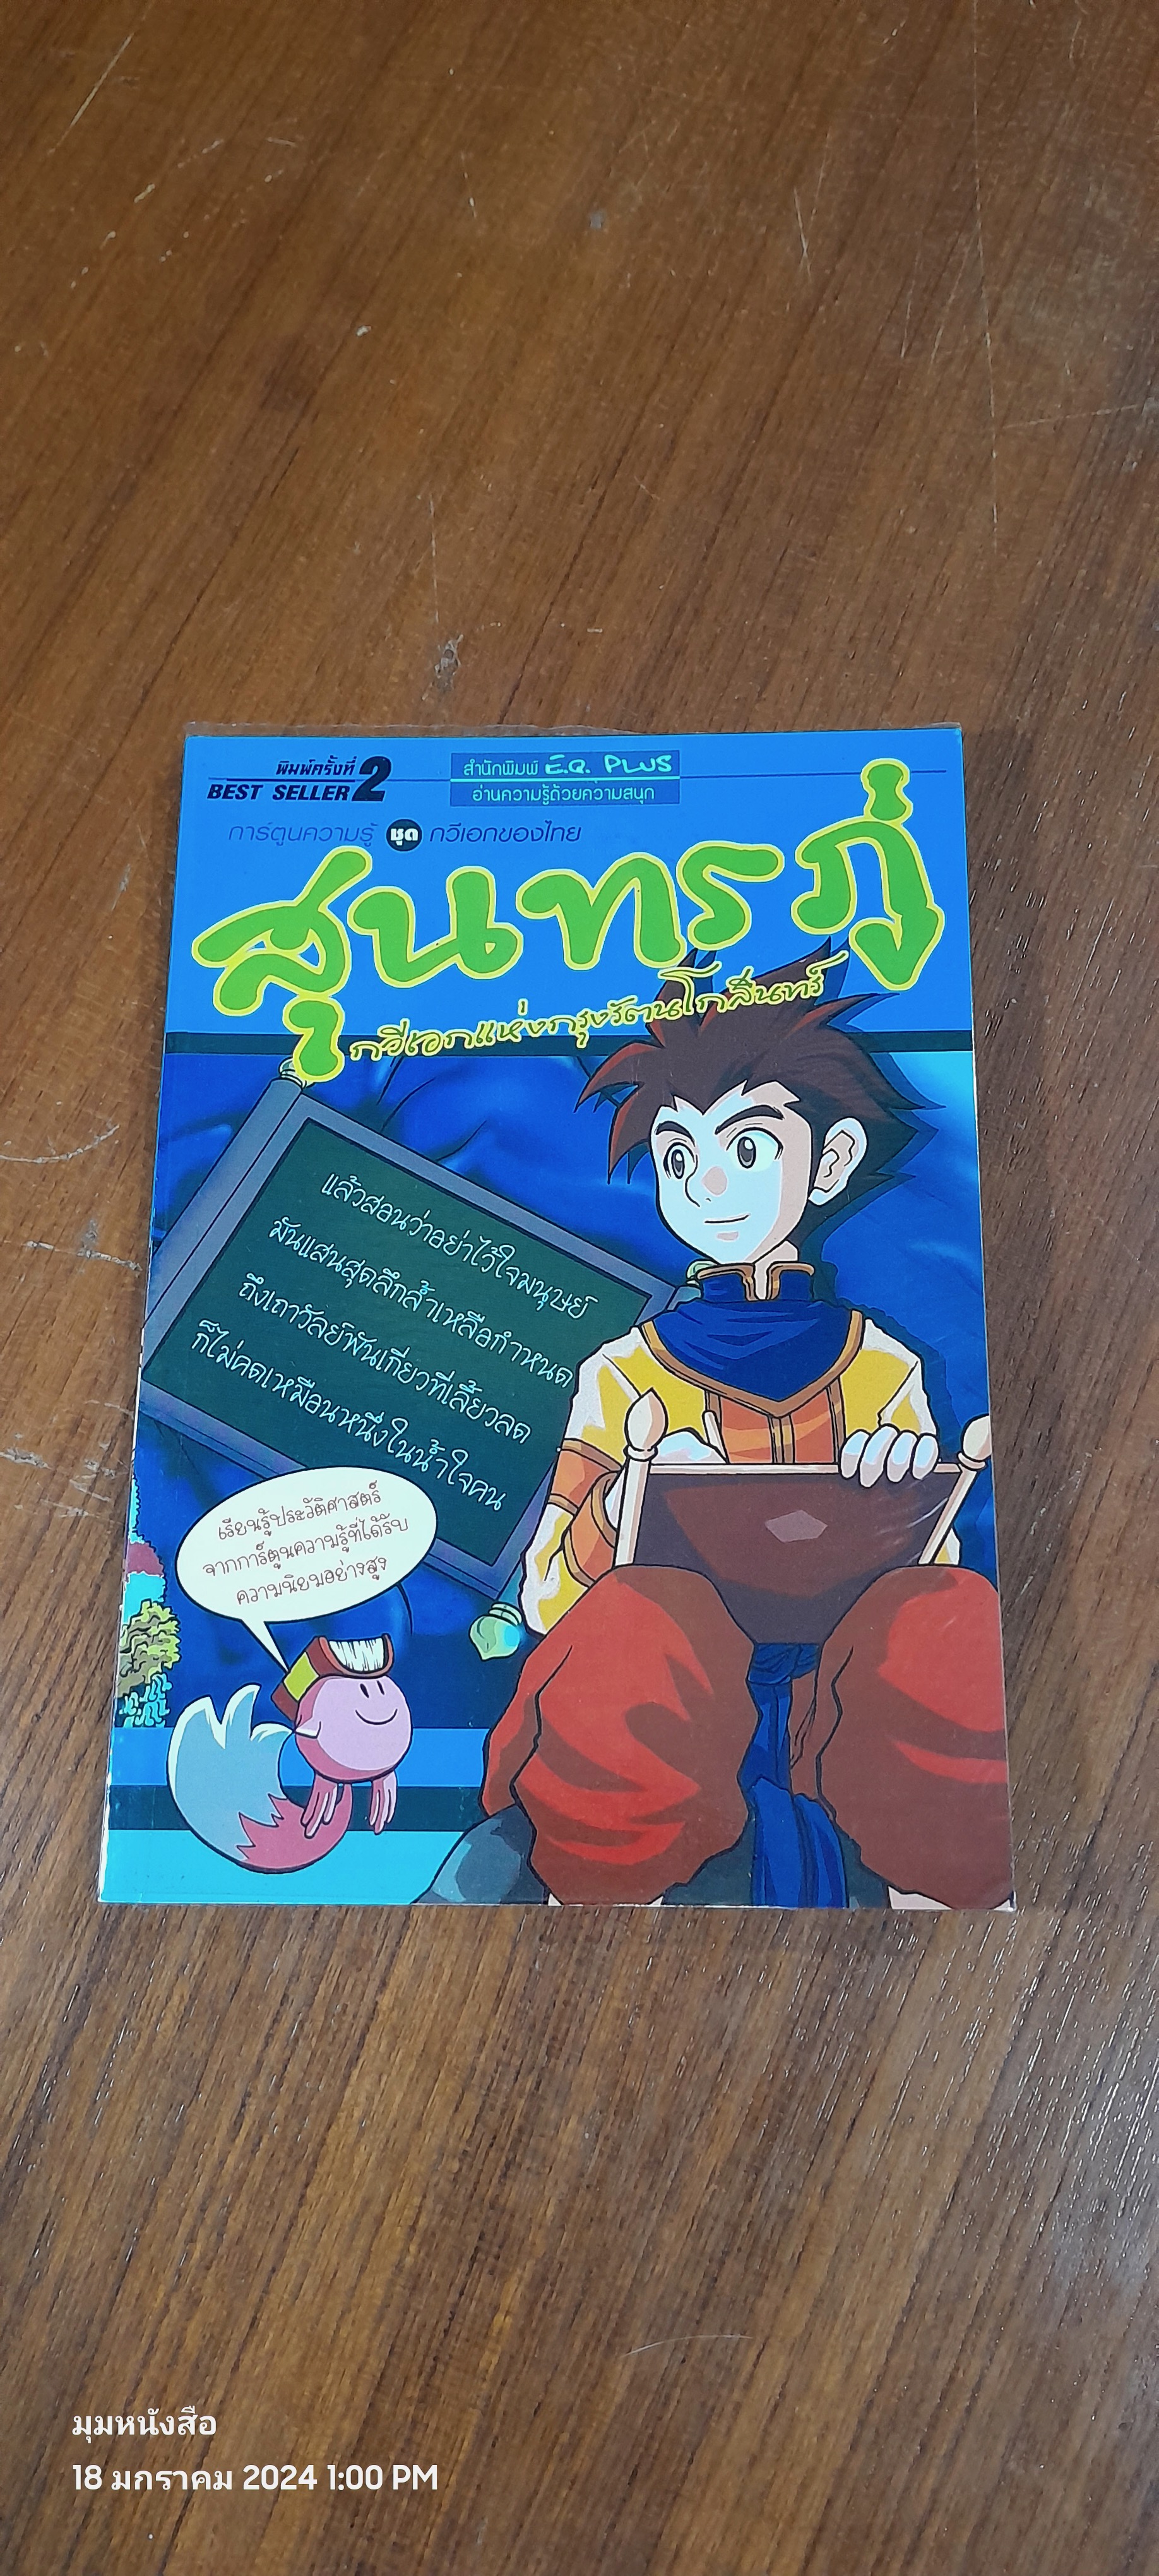 พิมพ์ครั้งที่ 2
BEST SELLER
สำนักพิมพ์ E.Q. PLUS
อ่านความรู้ด้วยความสนุก
การ์ตูนความรู้ ชุด กวีเอกของไทย
สุนทรภู่
กวีเอกแห่งกรุงรัตนโกสินทร์
แล้วสอนว่าอย่าไว้ใจมนุษย์
มันแสนสุดลึกล้ำเหลือกำหนด
ถึงเถาวัลย์พันเกี่ยวที่เลี้ยวลด
ก็ไม่คดเหมือนหนึ่งในน้ำใจคน
เรียนรู้ประวัติศาสตร์
จากการ์ตูนความรู้ที่ได้รับ
ความนิยมอย่างสูง
มุมหนังสือ
18 มกราคม 2024 1:00 PM